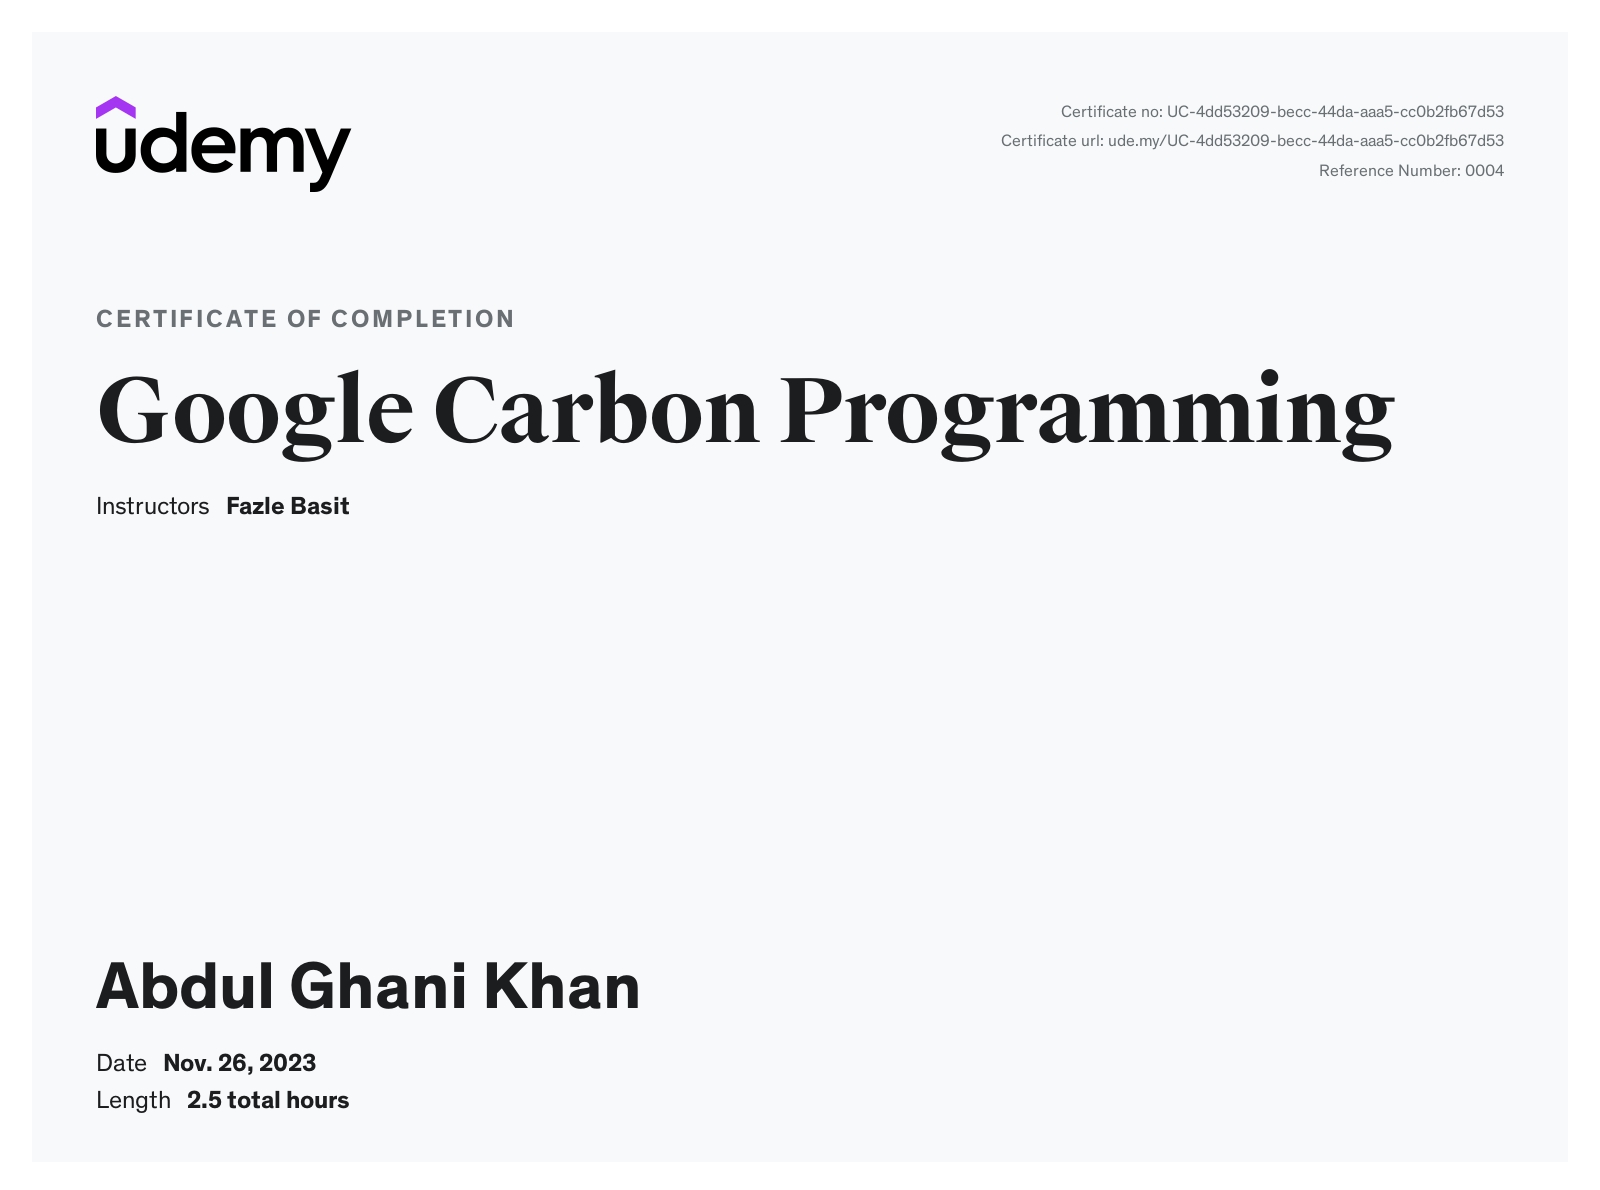 udemy
Certificate no: UC-4dd53209-becc-44da-aaa5-cc0b2fb67d53
Certificate url: ude.my/UC-4dd53209-becc-44da-aaa5-cc0b2fb67d53
Reference Number: 0004
CERTIFICATE OF COMPLETION
Google Carbon Programming
Instructors Fazle Basit
Abdul Ghani Khan
Date Nov. 26, 2023
Length 2.5 total hours